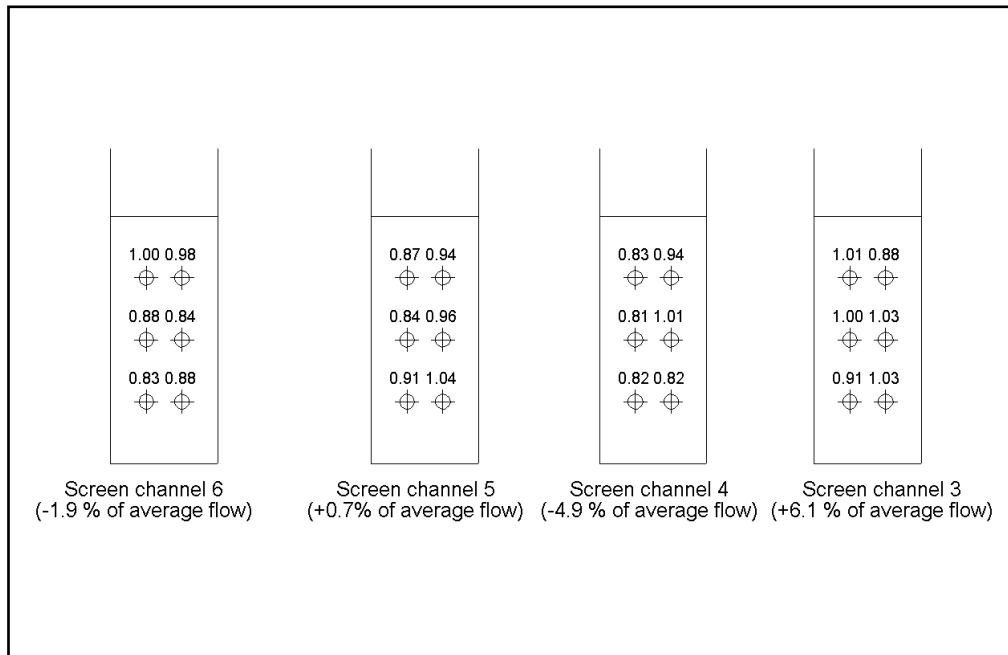 1.00 0.98
0.88 0.84
0.83 0.88
Screen channel 6
(-1.9 % of average flow)
0.87 0.94
0.84 0.96
0.91 1.04
Screen channel 5
(+0.7% of average flow)
0.83 0.94
0.81 1.01
0.82 0.82
Screen channel 4
(-4.9 % of average flow)
1.01 0.88
1.00 1.03
0.91 1.03
Screen channel 3
(+6.1 % of average flow)